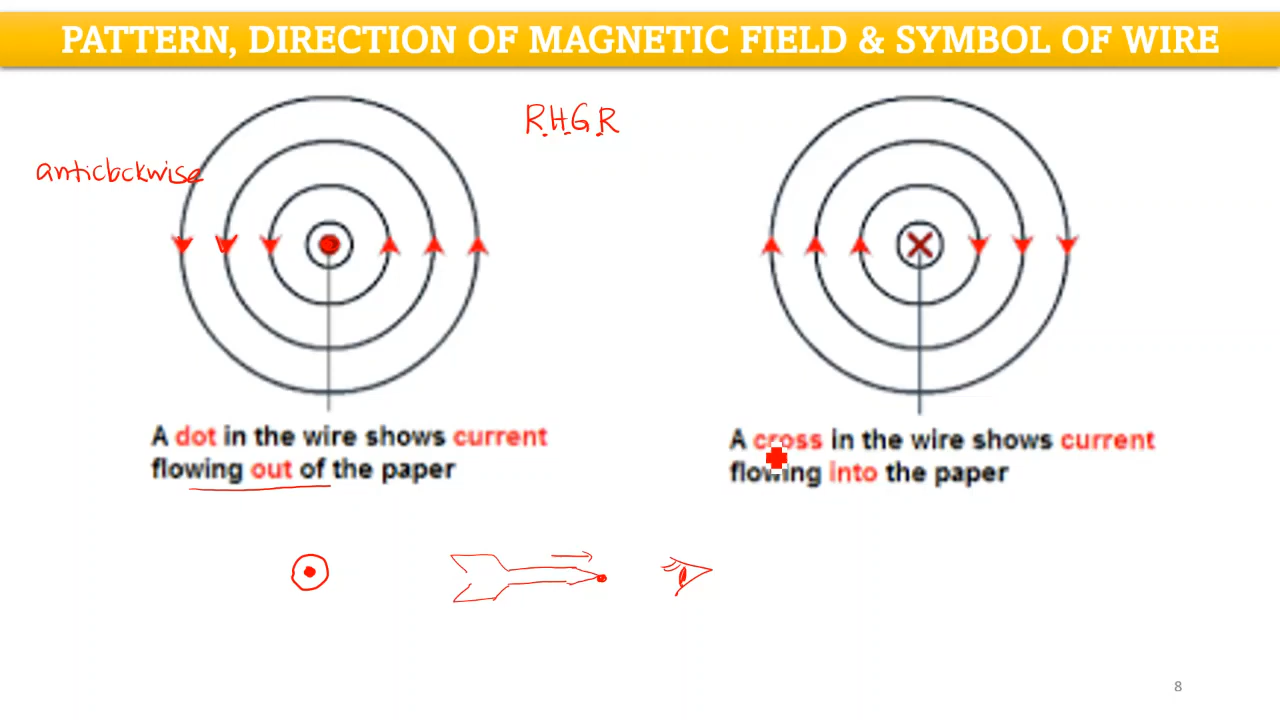 PATTERN, DIRECTION OF MAGNETIC FIELD & SYMBOL OF WIRE
RHGR
anticlockwise
A dot in the wire shows current
flowing out of the paper
A cross in the wire shows current
flowing into the paper
8